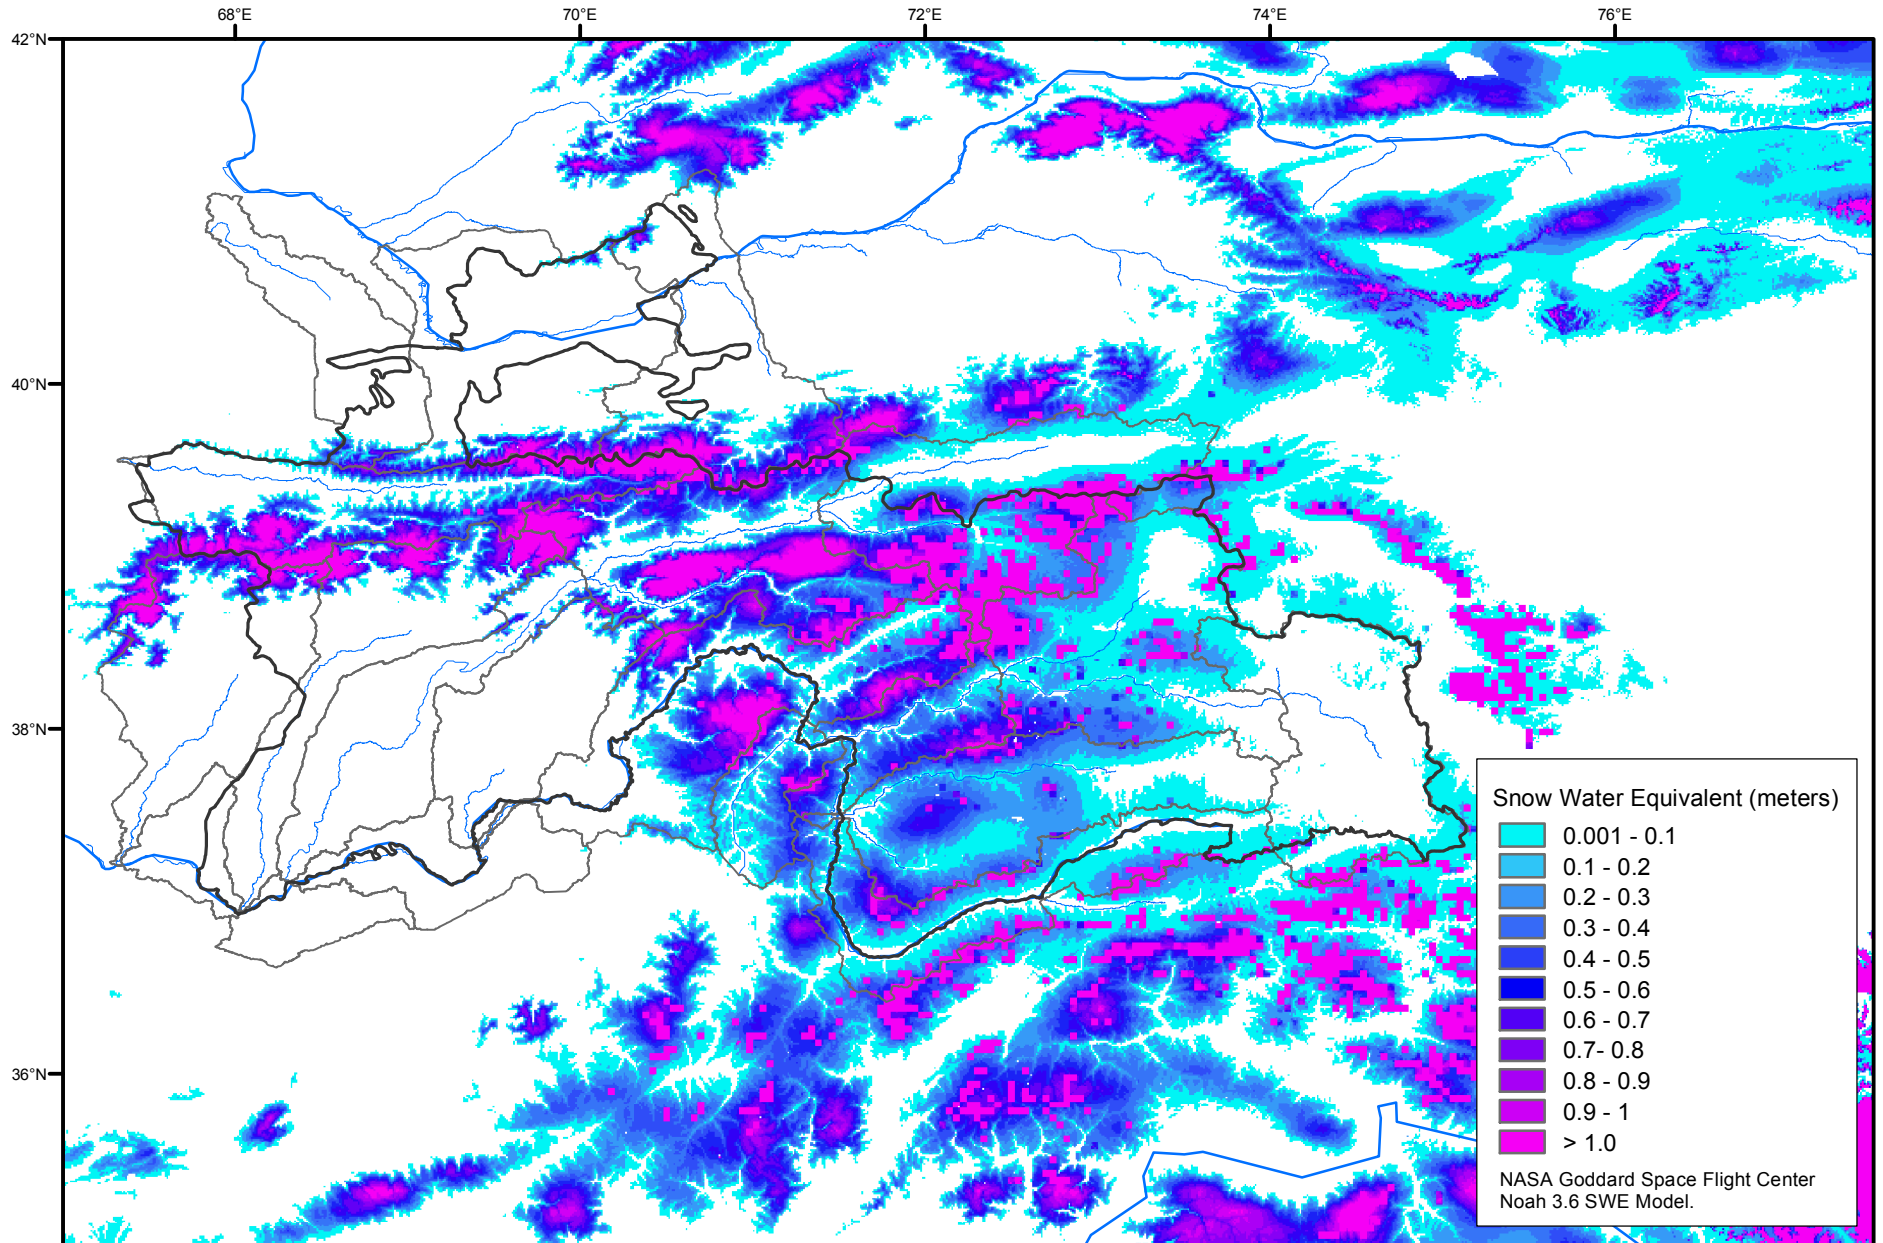 68°E 70°E 72°E 74°E 76°E
42°N
40°N
38°N
36°N
Snow Water Equivalent (meters)
0.001 - 0.1
0.1 - 0.2
0.2 - 0.3
0.3 - 0.4
0.4 - 0.5
0.5 - 0.6
0.6 - 0.7
0.7- 0.8
0.8 - 0.9
0.9 - 1
> 1.0
NASA Goddard Space Flight Center
Noah 3.6 SWE Model.